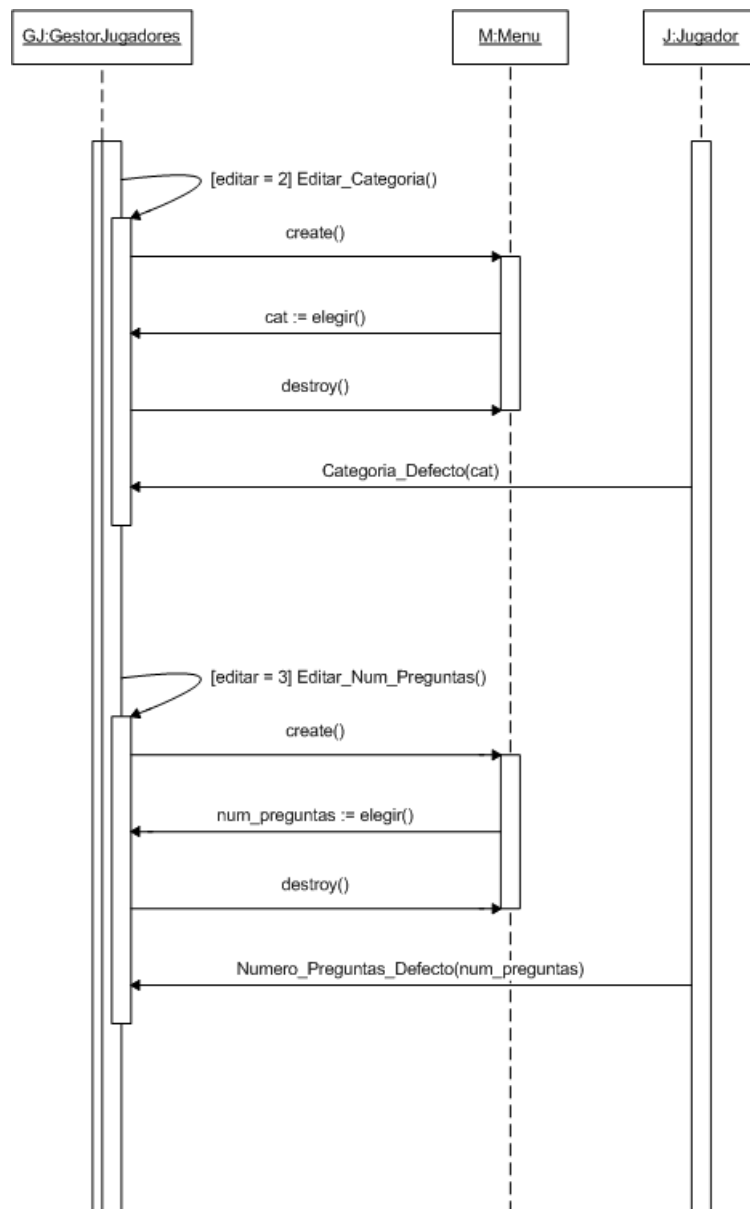 GJ:GestorJugadores
M:Menu
J:Jugador
[editar = 2] Editar_Categoria()
create()
cat := elegir()
destroy()
Categoria_Defecto(cat)
[editar = 3] Editar_Num_Preguntas()
create()
num_preguntas := elegir()
destroy()
Numero_Preguntas_Defecto(num_preguntas)